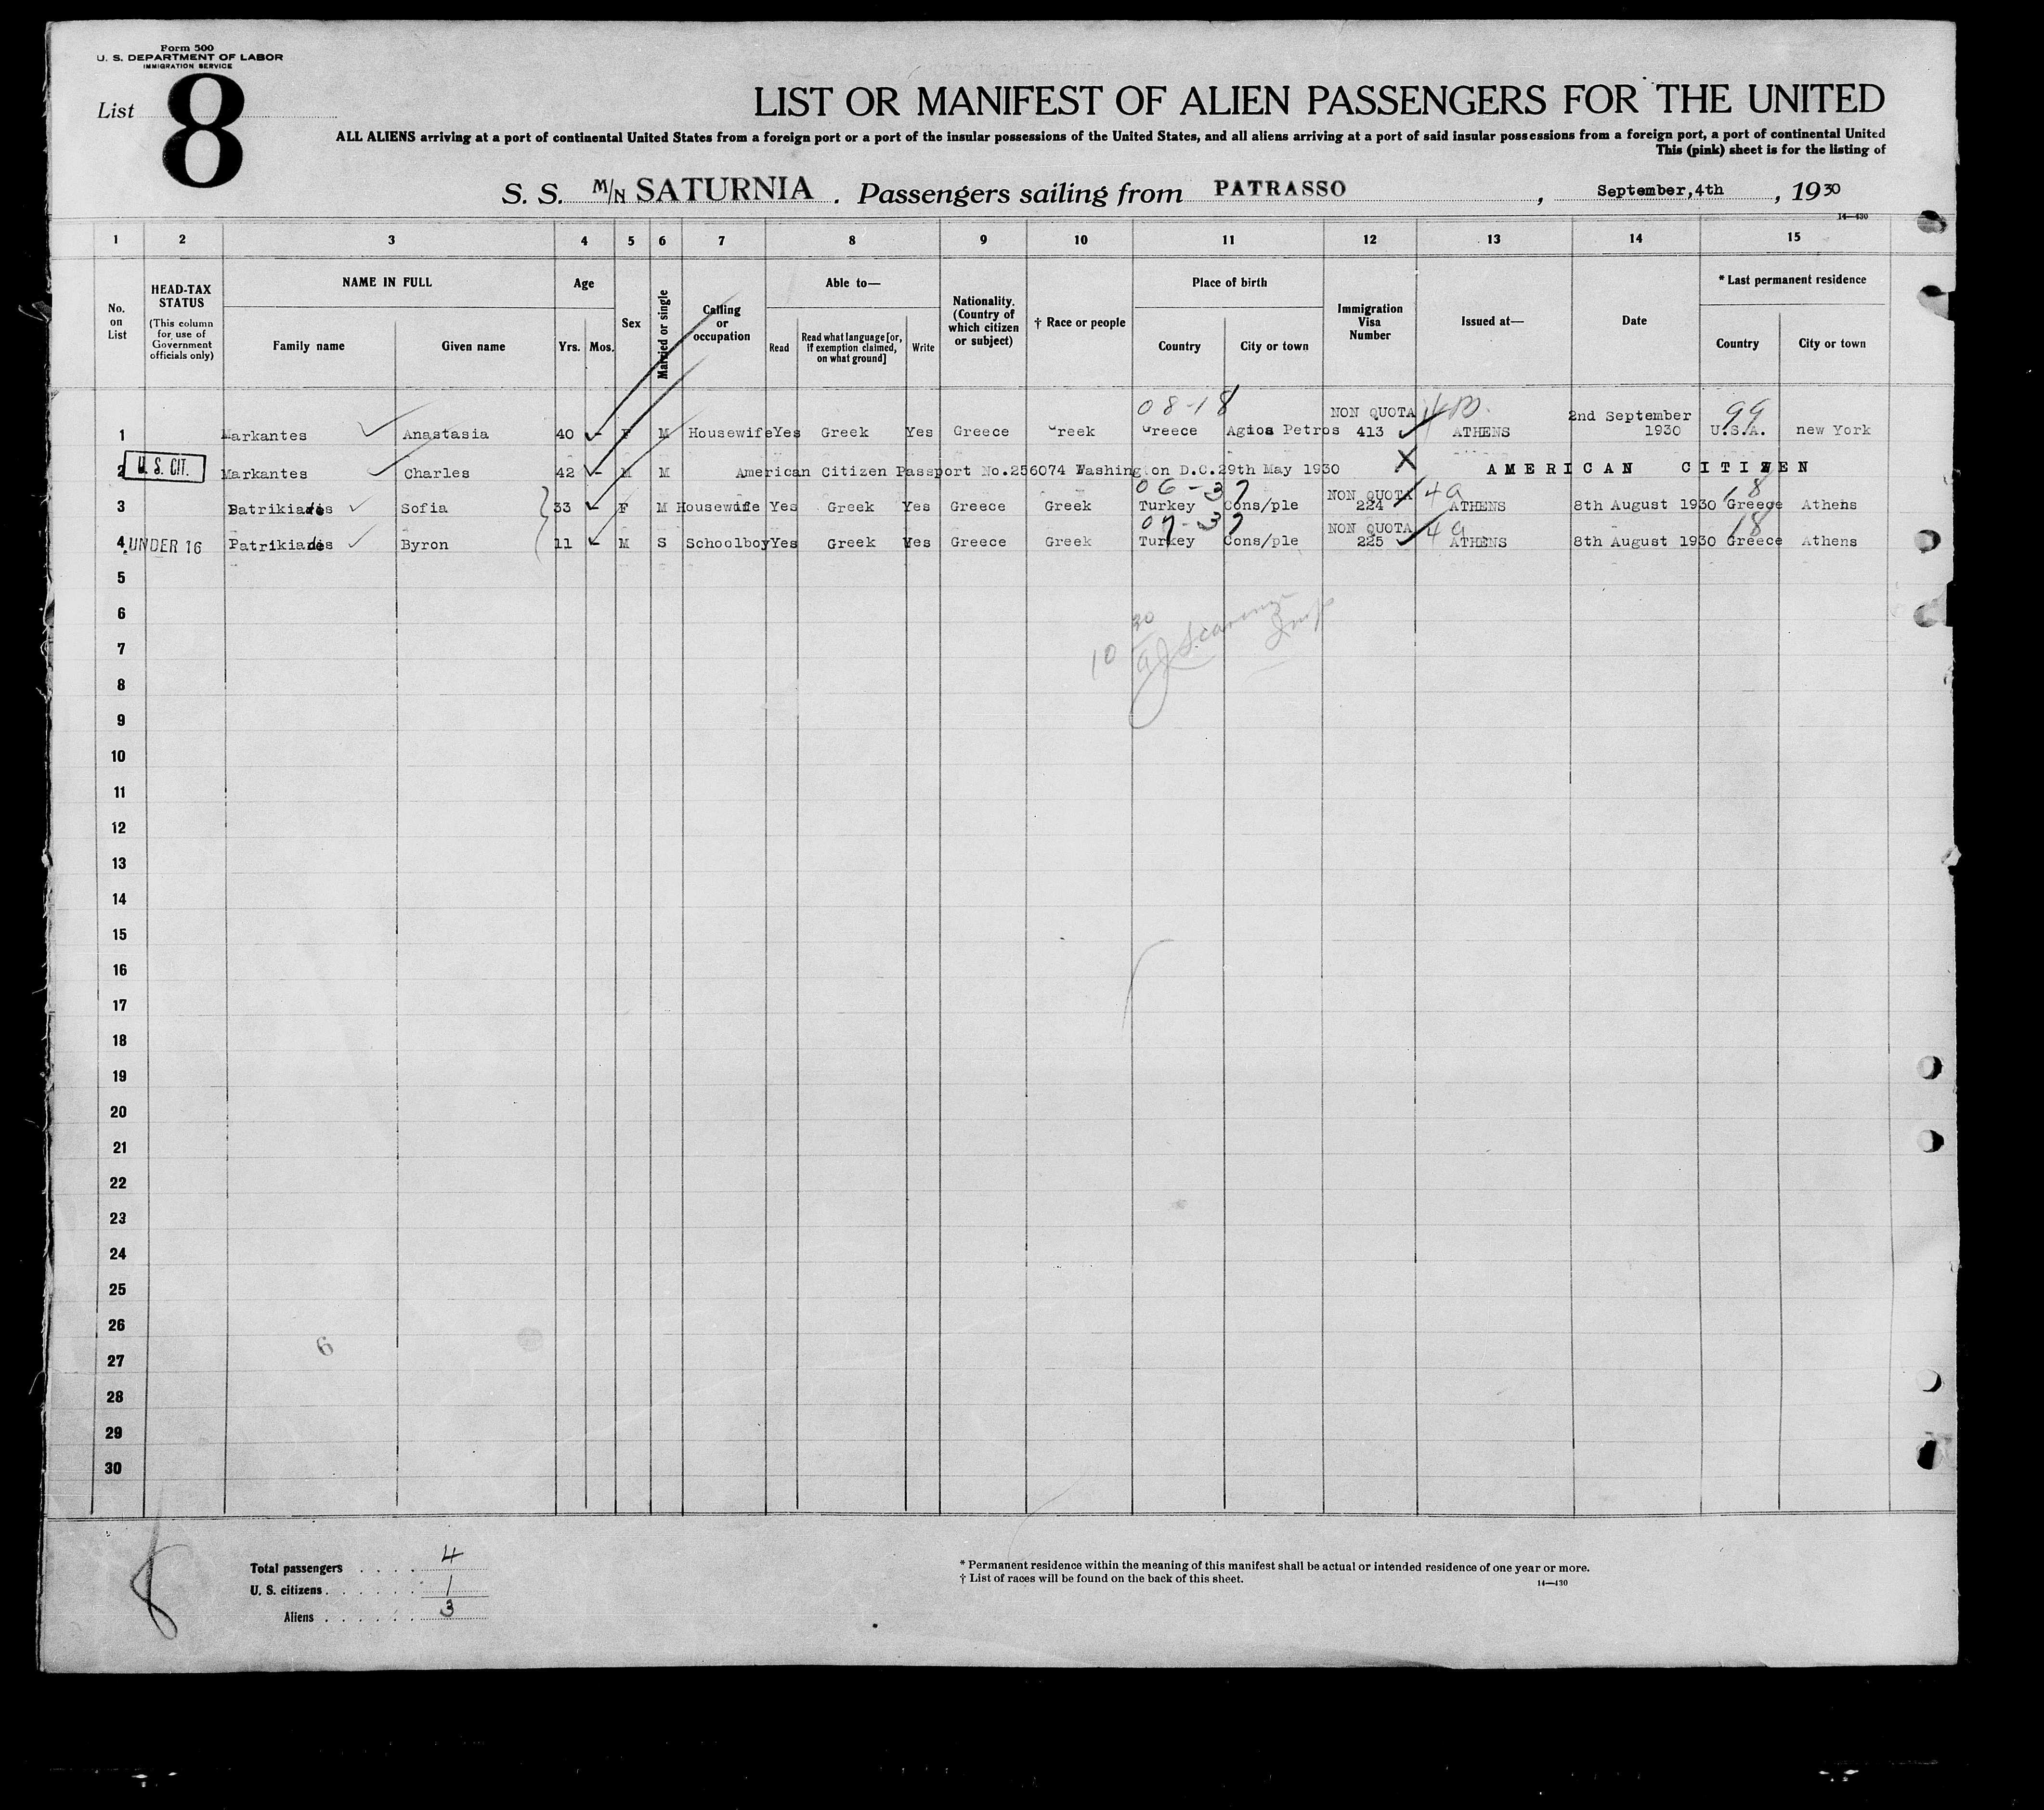 Form 500
U. S. DEPARTMENT OF LABOR
IMMIGRATION SERVICE
List 8
LIST OR MANIFEST OF ALIEN PASSENGERS FOR THE UNITED
ALL ALIENS arriving at a port of continental United States from a foreign port or a port of the insular possessions of the United States, and all aliens arriving at a port of said insular possessions from a foreign port, a port of continental United
This (pink) sheet is for the listing of
S. S. M/N SATURNIA . Passengers sailing from PATRASSO , September,4th , 1930
14—430
1 2 3 4 5 6 7 8 9 10 11 12 13 14 15
No. on List
HEAD-TAX STATUS
(This column for use of Government officials only)
NAME IN FULL
Family name
Given name
Age
Yrs. Mos.
Sex
Married or single
Calling or occupation
Able to—
Read
Read what language [or, if exemption claimed, on what ground]
Write
Nationality. (Country of which citizen or subject)
† Race or people
Place of birth
Country
City or town
Immigration Visa Number
Issued at—
Date
* Last permanent residence
Country
City or town
08-18 NON QUOTA 2nd September 99
1 Markantes Anastasia 40 - F M Housewife Yes Greek Yes Greece Greek Greece Agios Petros 413 ATHENS 1930 U.S.A. new York
2 U. S. CIT. Markantes Charles 42 - M M American Citizen Passport No.256074 Washington D.C.29th May 1930 X AMERICAN CITIZEN
06-37 NON QUOTA 4a 18
3 Patrikiades Sofia 33 - F M Housewife Yes Greek Yes Greece Greek Turkey Cons/ple 224 ATHENS 8th August 1930 Greece Athens
07-37 NON QUOTA 4a 18
4 UNDER 16 Patrikiades Byron 11 - M S Schoolboy Yes Greek Yes Greece Greek Turkey Cons/ple 225 ATHENS 8th August 1930 Greece Athens
5
6
7
8
9
10
11
12
13
14
15
16
17
18
19
20
21
22
23
24
25
26
27
28
29
30
6
8
Total passengers . . . . 4
U. S. citizens . . . . . . 1
Aliens . . . . . . 3
* Permanent residence within the meaning of this manifest shall be actual or intended residence of one year or more.
† List of races will be found on the back of this sheet.
14—430